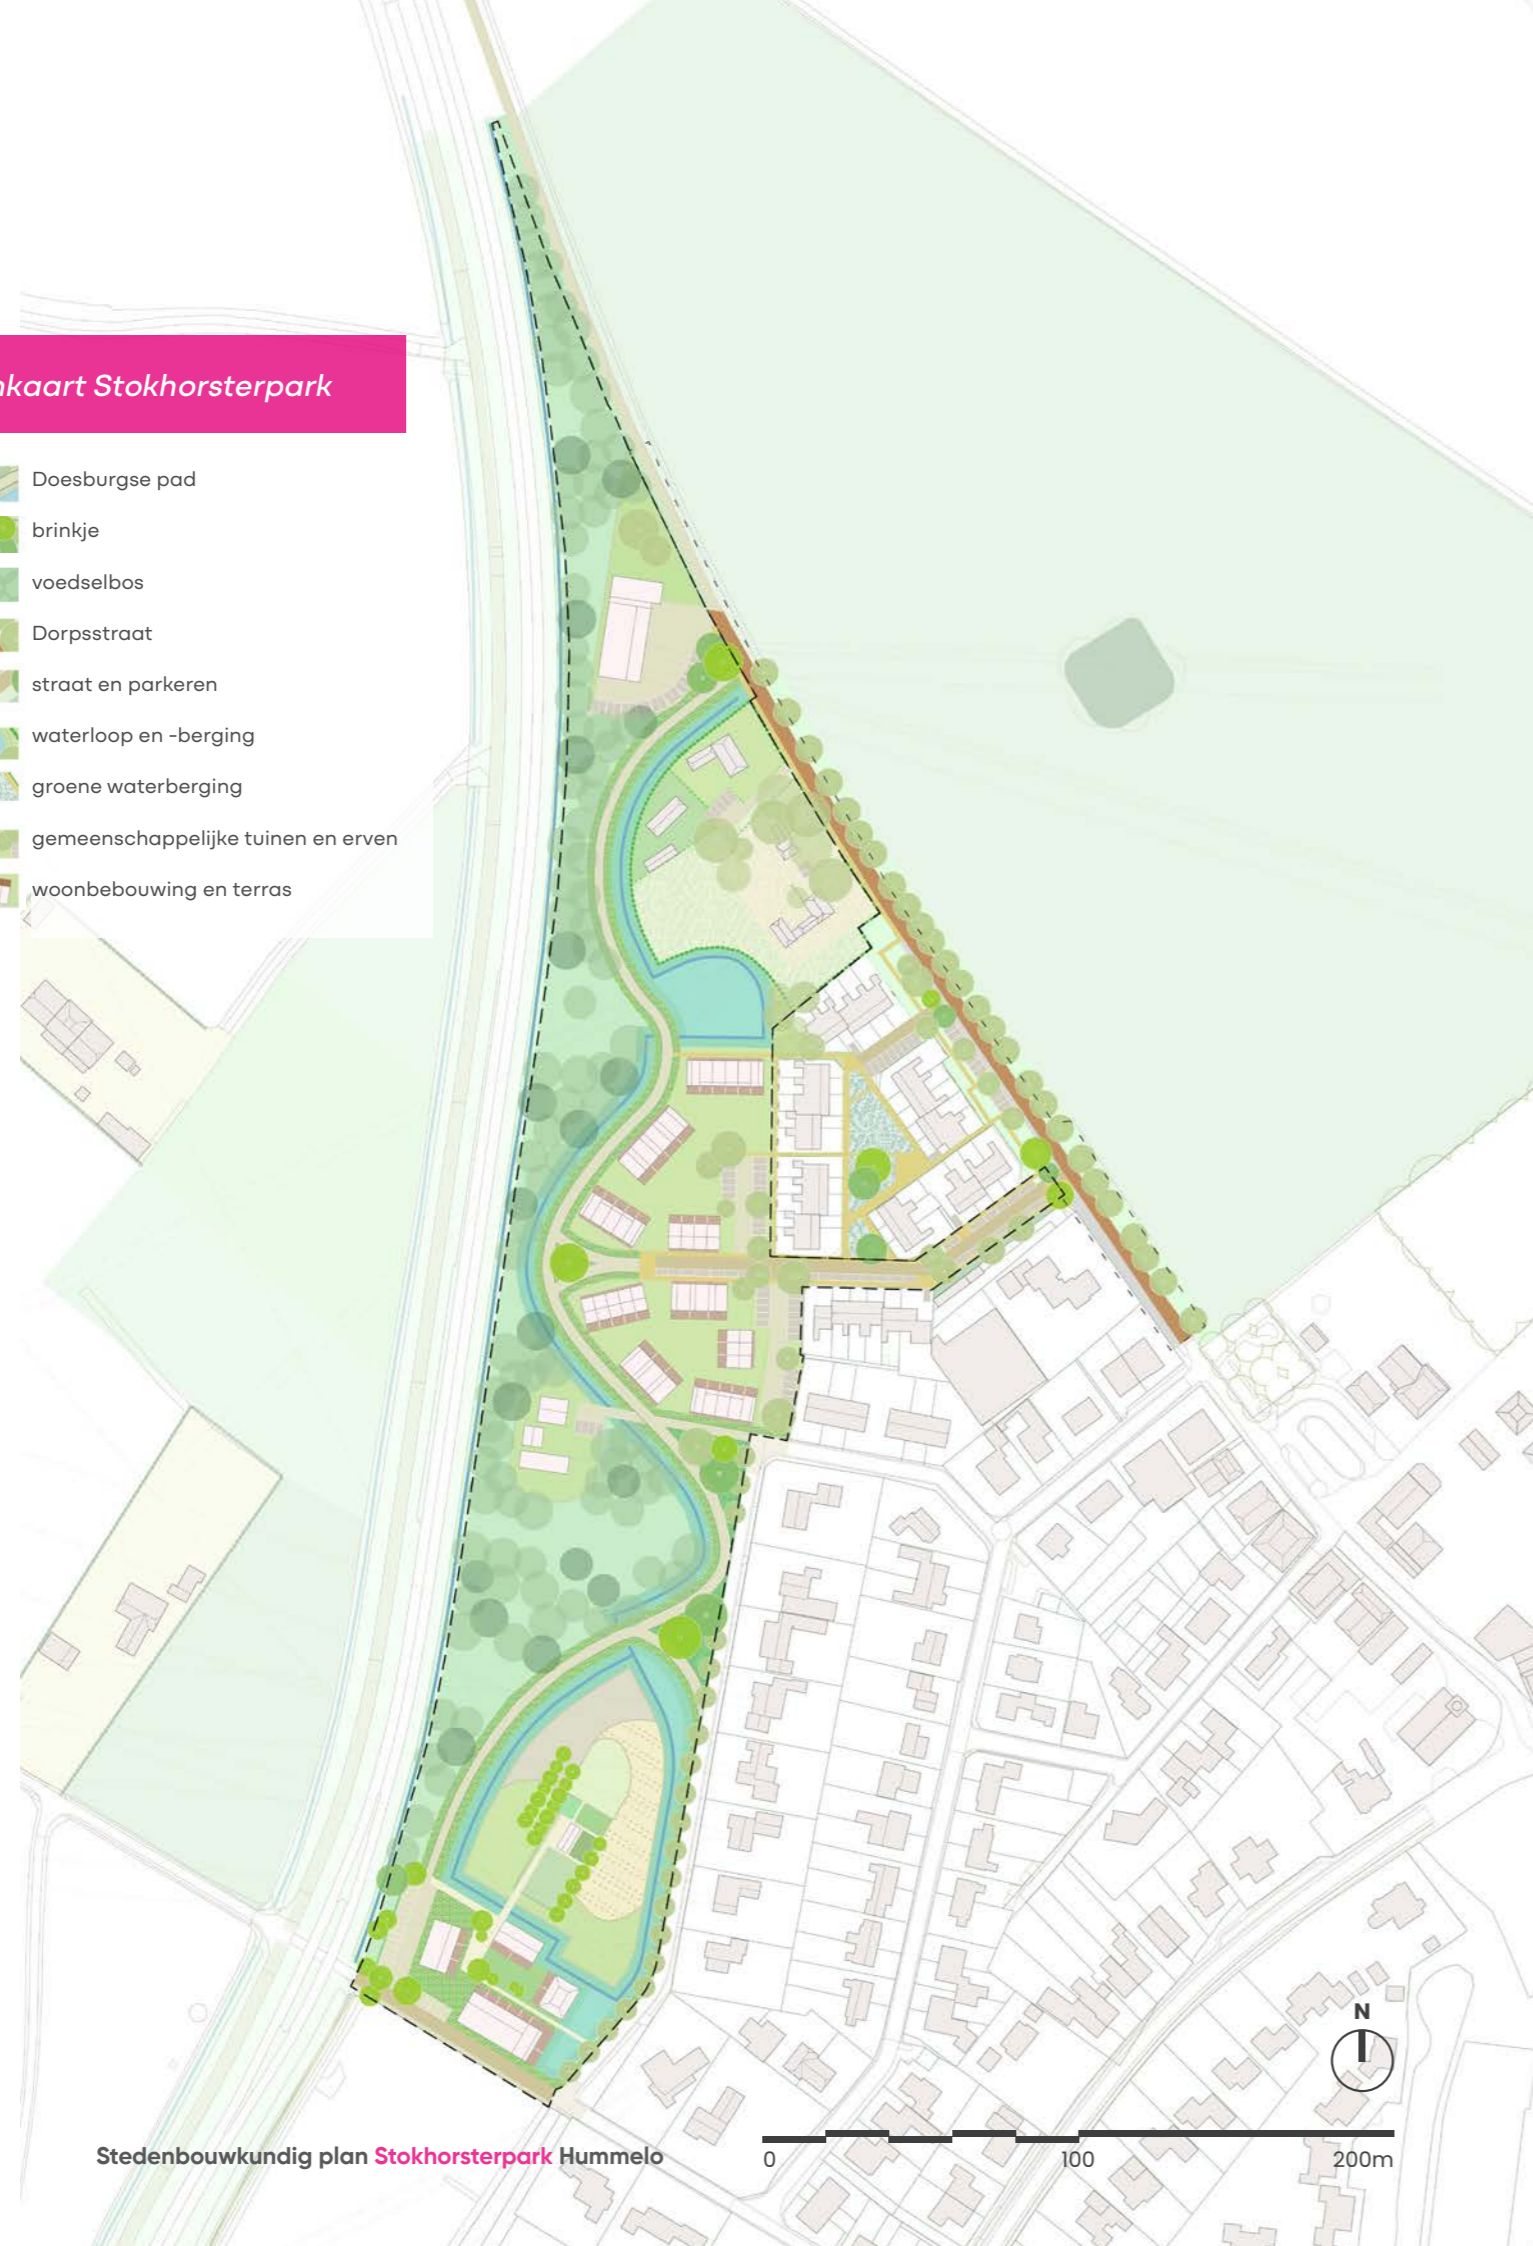 Stokhorsterpark
Doesburgse pad
brinkje
voedselbos
Dorpsstraat
straat en parkeren
waterloop en -berging
groene waterberging
gemeenschappelijke tuinen en erven
woonbebouwing en terras
N
Stedenbouwkundig plan Stokhorsterpark Hummelo
0 100 200m